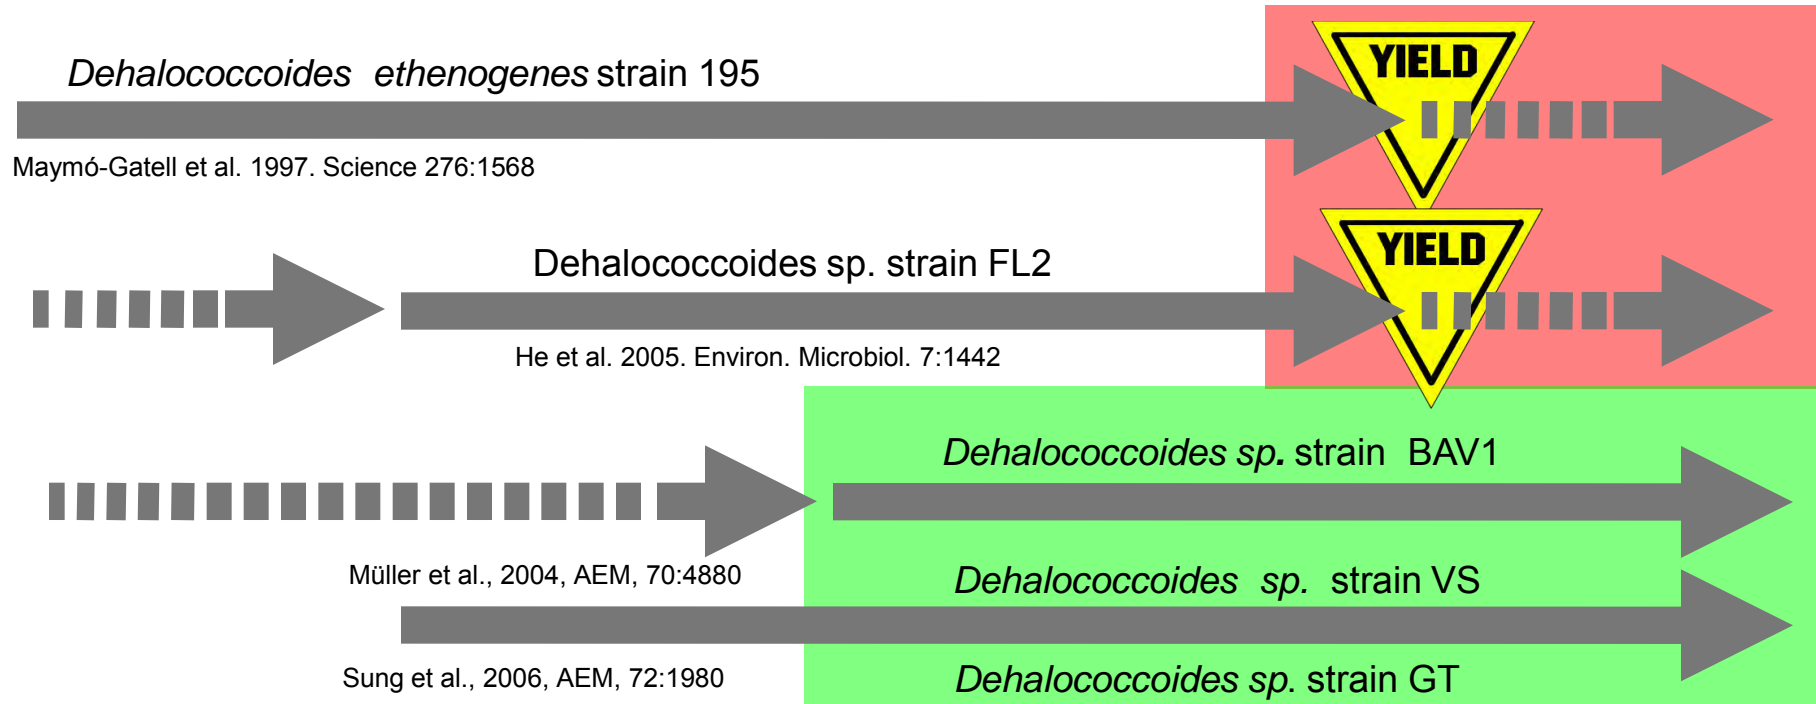 YIELD
Dehalococcoides ethenogenes strain 195
Maymó-Gatell et al. 1997. Science 276:1568
YIELD
Dehalococcoides sp. strain FL2
He et al. 2005. Environ. Microbiol. 7:1442
Dehalococcoides sp. strain BAV1
Müller et al., 2004, AEM, 70:4880
Dehalococcoides sp. strain VS
Sung et al., 2006, AEM, 72:1980
Dehalococcoides sp. strain GT